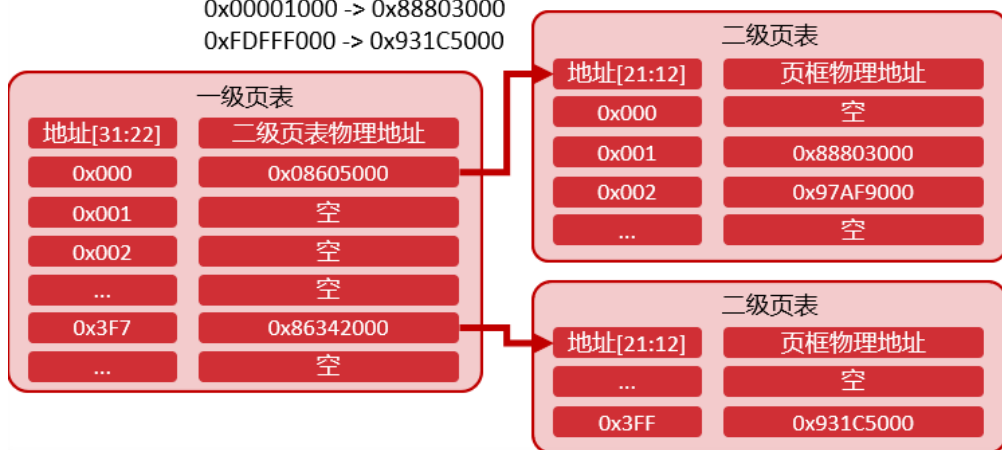 0x00001000 -> 0x88803000
0xFDFFF000 -> 0x931C5000
一级页表
地址[31:22] 二级页表物理地址
0x000 0x08605000
0x001 空
0x002 空
... 空
0x3F7 0x86342000
... 空
二级页表
地址[21:12] 页框物理地址
0x000 空
0x001 0x88803000
0x002 0x97AF9000
... 空
二级页表
地址[21:12] 页框物理地址
... 空
0x3FF 0x931C5000